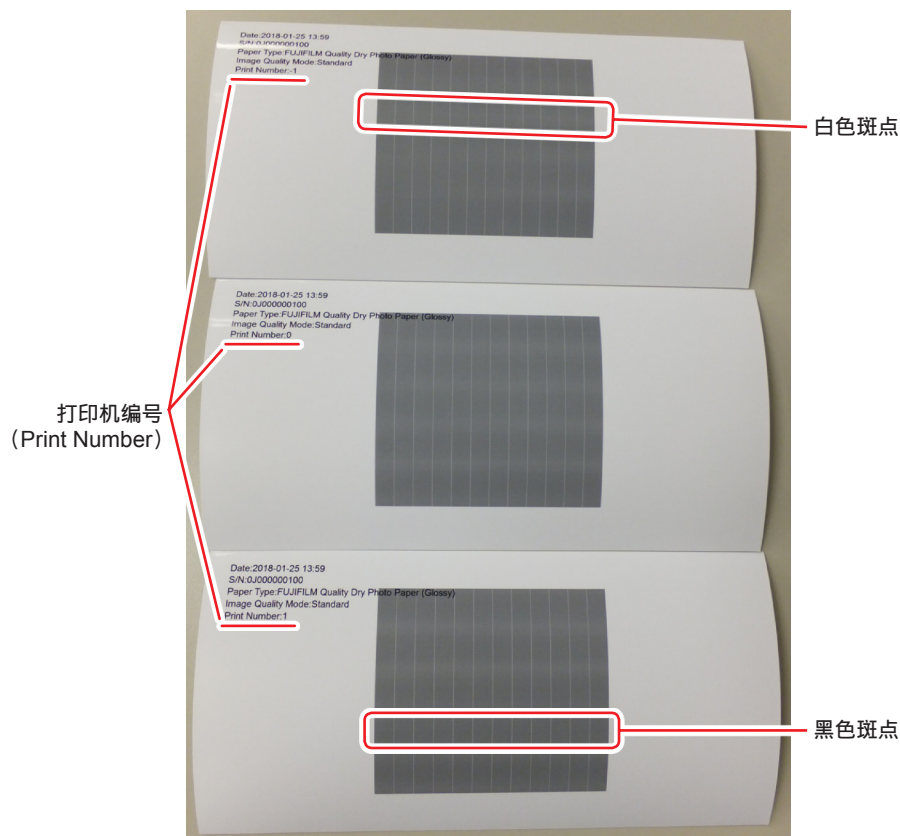 Date:2018-01-25 13:59
S/N:0J000000100
Paper Type:FUJIFILM Quality Dry Photo Paper (Glossy)
Image Quality Mode:Standard
Print Number:-1
白色斑点
Date:2018-01-25 13:59
S/N:0J000000100
Paper Type:FUJIFILM Quality Dry Photo Paper (Glossy)
Image Quality Mode:Standard
Print Number:0
打印机编号
（Print Number）
Date:2018-01-25 13:59
S/N:0J000000100
Paper Type:FUJIFILM Quality Dry Photo Paper (Glossy)
Image Quality Mode:Standard
Print Number:1
黑色斑点